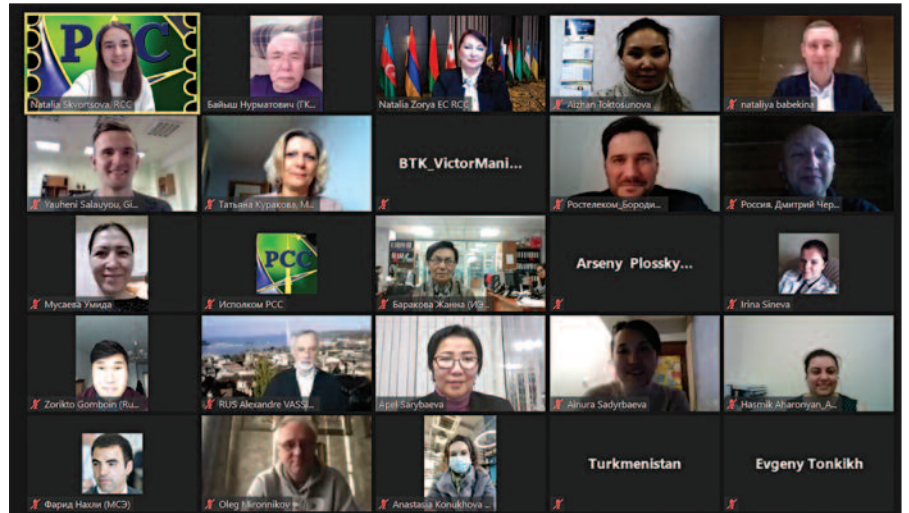 РСС
Natalia Skvortsova, RCC
Байыш Нурматович (ГК...
Natalia Zorya EC RCC
Aizhan Toktosunova
nataliya babekina
Yauheni Salauyou, Gi...
Татьяна Куракова, М...
BTK_VictorMani...
Ростелеком_Бороди...
Россия. Дмитрий Чер...
Мусаева Умида
РСС
Исполком РСС
Баракова Жанна (ИЭ...
Arseny Plossky...
Irina Sineva
Zorikto Gomboin (Ru...
RUS Alexandre VASSI...
Apel Sarybaeva
Ainura Sadyrbaeva
Hasmik Aharonyan_A...
Фарид Нахли (МСЭ)
Oleg Mironnikov
Anastasia Konukhova ...
Turkmenistan
Evgeny Tonkikh